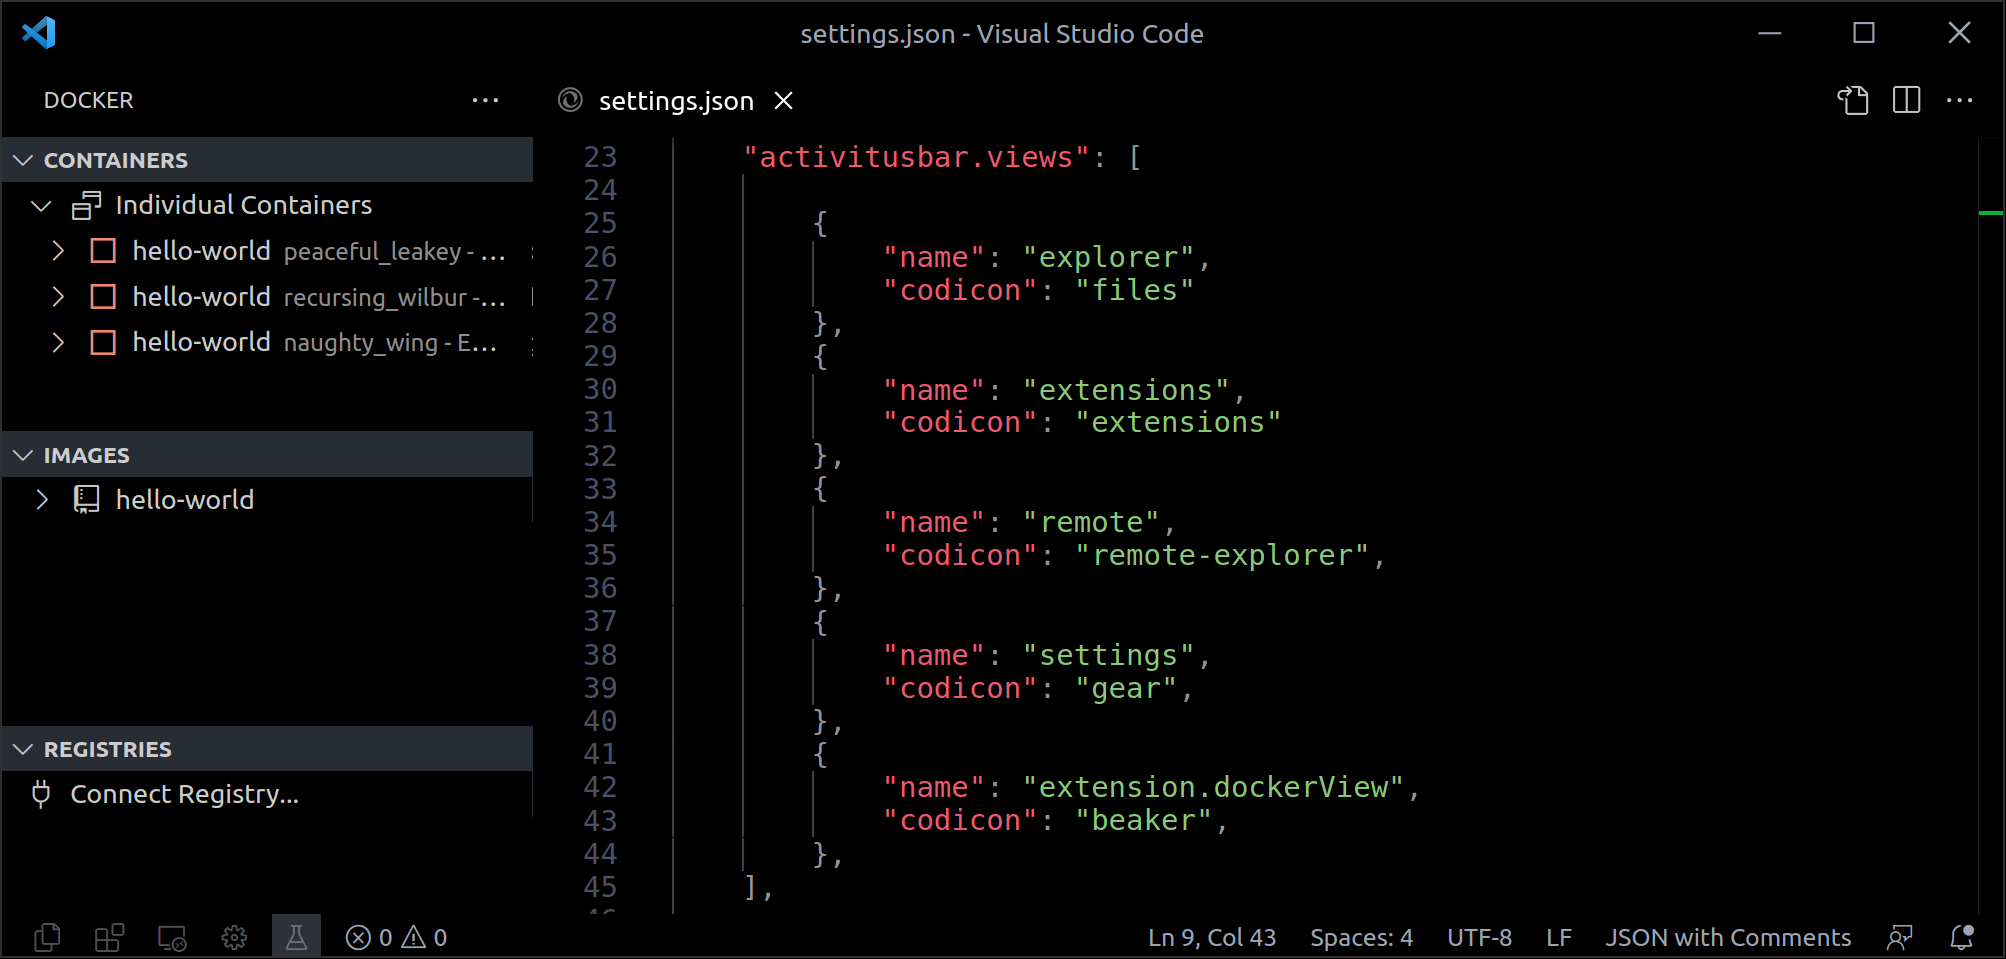 settings.json - Visual Studio Code
DOCKER
CONTAINERS
Individual Containers
hello-world peaceful_leakey - ...
hello-world recursing_wilbur -...
hello-world naughty_wing - E...
IMAGES
hello-world
REGISTRIES
Connect Registry...
settings.json
23 "activitusbar.views": [
24
25 {
26 "name": "explorer",
27 "codicon": "files"
28 },
29 {
30 "name": "extensions",
31 "codicon": "extensions"
32 },
33 {
34 "name": "remote",
35 "codicon": "remote-explorer",
36 },
37 {
38 "name": "settings",
39 "codicon": "gear",
40 },
41 {
42 "name": "extension.dockerView",
43 "codicon": "beaker",
44 },
45 ],
0 0
Ln 9, Col 43 Spaces: 4 UTF-8 LF JSON with Comments